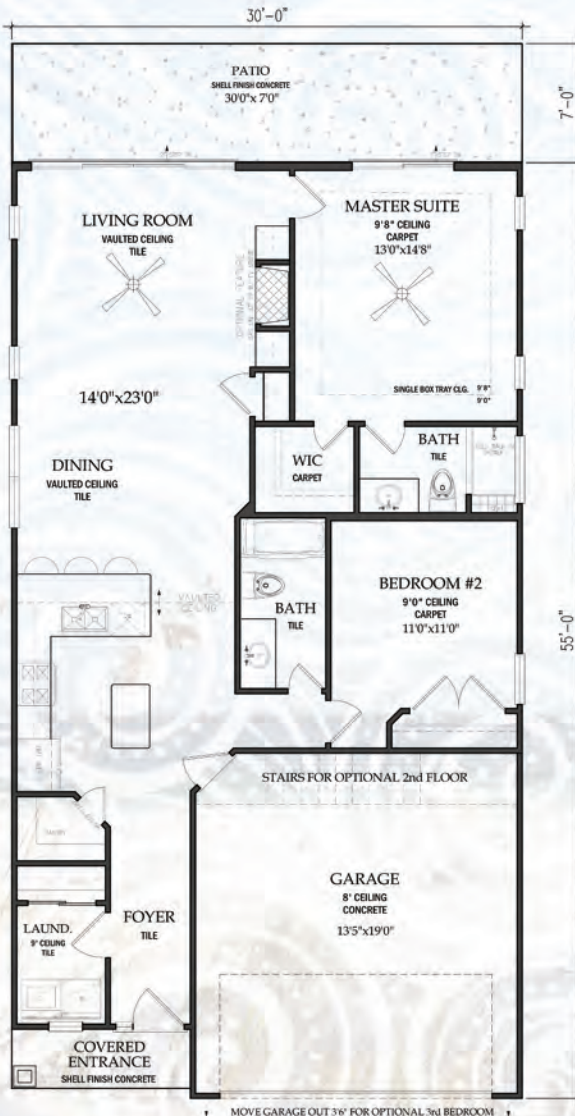 30'-0"
PATIO
SHELL FINISH CONCRETE
30'0"x 7'0"
7'-0"
LIVING ROOM
VAULTED CEILING
TILE
MASTER SUITE
9'8" CEILING
CARPET
13'0"x14'8"
OPTIONAL
14'0"x23'0"
SINGLE BOX TRAY CLG. 9'8"
9'0"
DINING
VAULTED CEILING
TILE
WIC
CARPET
BATH
TILE
VAULTED
CEILING
BATH
TILE
BEDROOM #2
9'0" CEILING
CARPET
11'0"x11'0"
55'-0"
STAIRS FOR OPTIONAL 2nd FLOOR
PANTRY
GARAGE
8' CEILING
CONCRETE
13'5"x19'0"
LAUND.
9' CEILING
TILE
FOYER
TILE
COVERED
ENTRANCE
SHELL FINISH CONCRETE
MOVE GARAGE OUT 3'6" FOR OPTIONAL 3rd BEDROOM